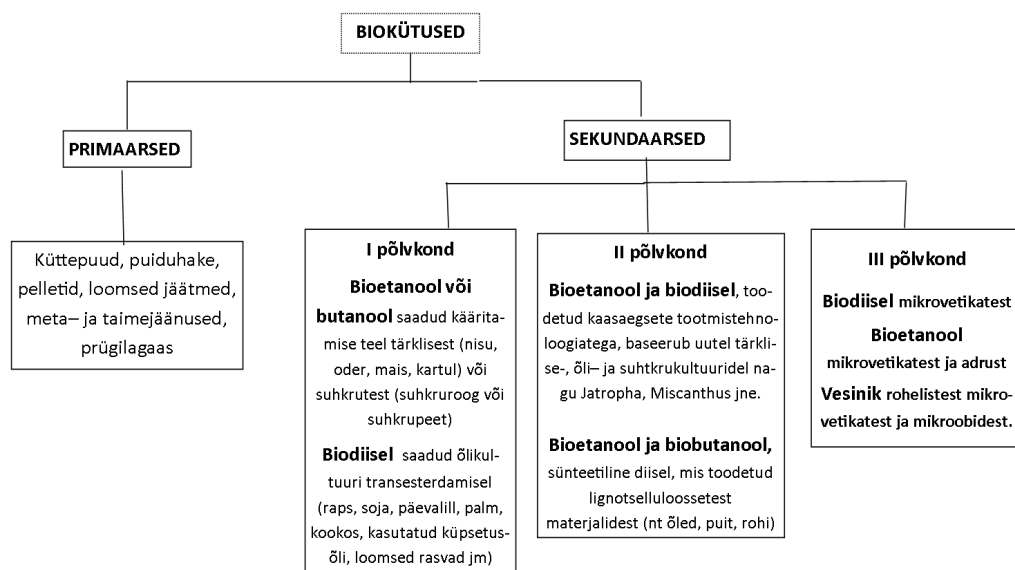 BIOKÜTUSED
PRIMAARSED
SEKUNDAARSED
Küttepuud, puiduhake,
pelletid, loomsed jäätmed,
meta– ja taimejäänused,
prügilagaas
I põlvkond
Bioetanool või
butanool saadud käärita-
mise teel tärklisest (nisu,
oder, mais, kartul) või
suhkrutest (suhkruroog või
suhkrupeet)
Biodiisel saadud õlikul-
tuuri transesterdamisel
(raps, soja, päevalill, palm,
kookos, kasutatud küpsetus-
õli, loomsed rasvad jm)
II põlvkond
Bioetanool ja biodiisel, too-
detud kaasaegsete tootmistehno-
loogiatega, baseerub uutel tärkli-
se-, õli– ja suhtkrukultuuridel na-
gu Jatropha, Miscanthus jne.
Bioetanool ja biobutanool,
sünteetiline diisel, mis toodetud
lignotselluloossetest
materjalidest (nt õled, puit, rohi)
III põlvkond
Biodiisel mikrovetikatest
Bioetanool
mikrovetikatest ja adrust
Vesinik rohelistest mikro-
vetikatest ja mikroobidest.